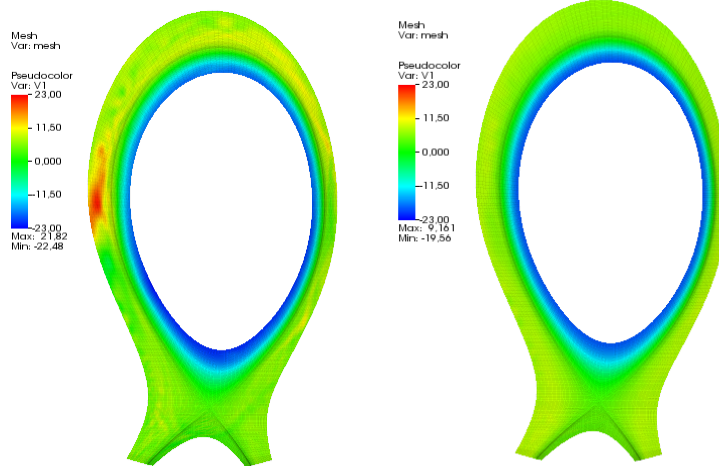 Mesh
Var: mesh
Pseudocolor
Var: V1
23,00
11,50
0,000
-11,50
-23,00
Max: 21,82
Min: -22,48
Mesh
Var: mesh
Pseudocolor
Var: V1
23,00
11,50
0,000
-11,50
-23,00
Max: 9,161
Min: -19,56